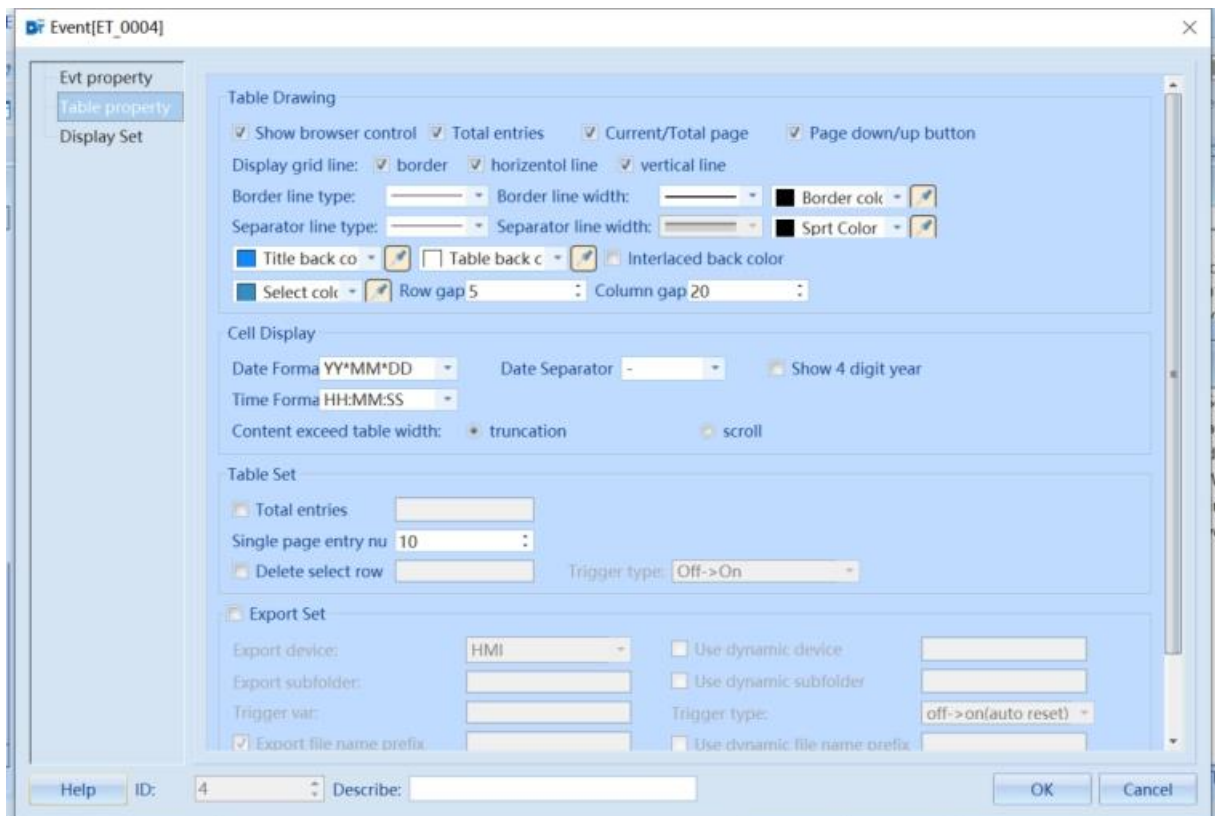 Event[ET_0004]
Evt property
Table property
Display Set
Table Drawing
Show browser control Total entries Current/Total page Page down/up button
Display grid line: border horizentol line vertical line
Border line type: Border line width: Border colc
Separator line type: Separator line width: Sprt Color
Title back co Table back c Interlaced back color
Select colc Row gap 5 Column gap 20
Cell Display
Date Forma YY*MM*DD Date Separator - Show 4 digit year
Time Forma HH:MM:SS
Content exceed table width: truncation scroll
Table Set
Total entries
Single page entry nu 10
Delete select row Trigger type: Off->On
Export Set
Export device: HMI Use dynamic device
Export subfolder: Use dynamic subfolder
Trigger var: Trigger type: off->on(auto reset)
Export file name prefix Use dynamic file name prefix
Help ID: 4 Describe: OK Cancel